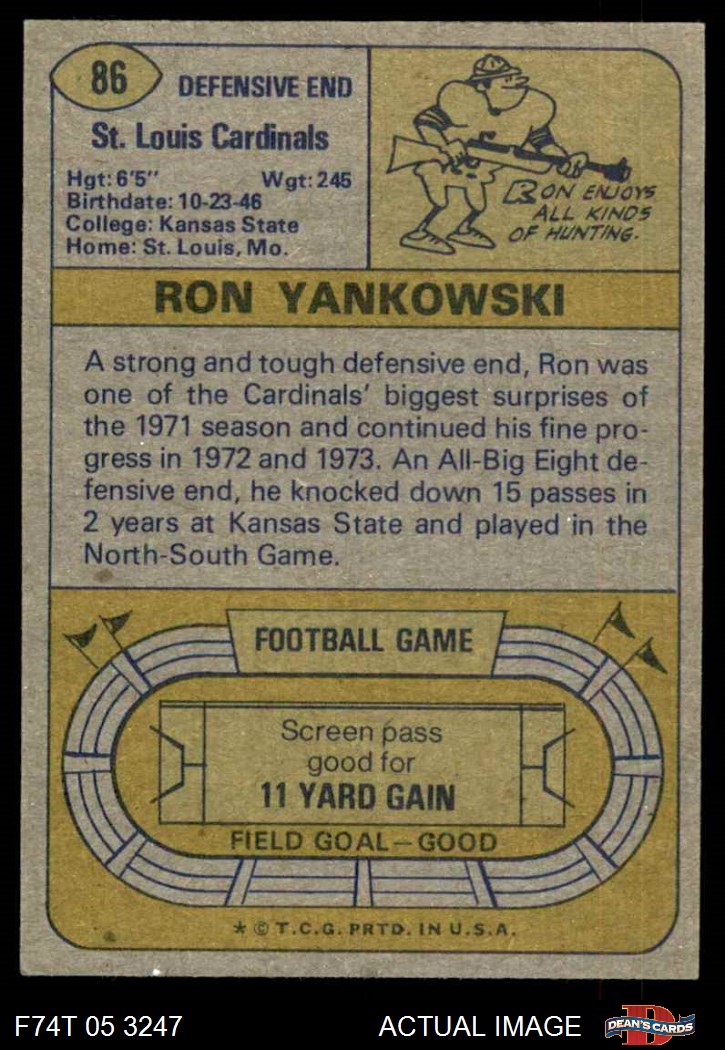 86
DEFENSIVE END
St. Louis Cardinals
Hgt: 6'5" Wgt: 245
Birthdate: 10-23-46
College: Kansas State
Home: St. Louis, Mo.
RON ENJOYS
ALL KINDS
OF HUNTING.
RON YANKOWSKI
A strong and tough defensive end, Ron was
one of the Cardinals' biggest surprises of
the 1971 season and continued his fine pro-
gress in 1972 and 1973. An All-Big Eight de-
fensive end, he knocked down 15 passes in
2 years at Kansas State and played in the
North-South Game.
FOOTBALL GAME
Screen pass
good for
11 YARD GAIN
FIELD GOAL—GOOD
* © T.C.G. PRTD. IN U.S.A.
F74T 05 3247 ACTUAL IMAGE
DEAN'S CARDS